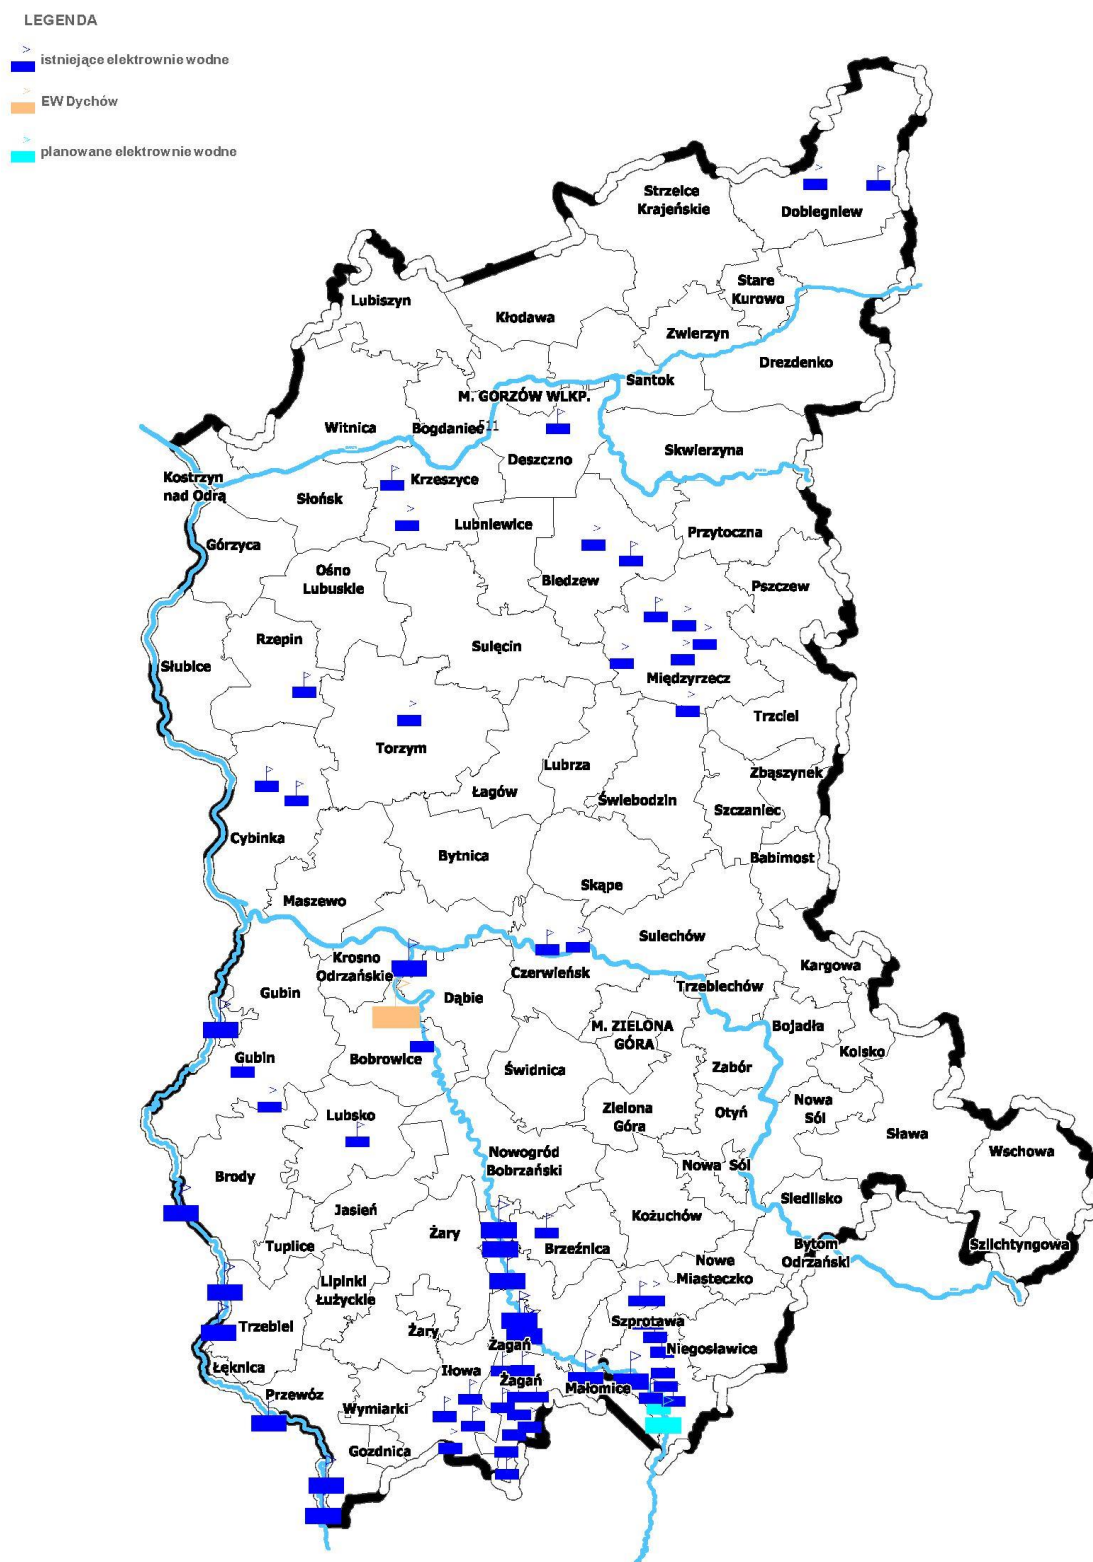 LEGENDA
istniejące elektrownie wodne
EW Dychów
planowane elektrownie wodne
Strzelce
Krajeńskie
Dobiegniew
Lubiszyn
Kłodawa
Stare
Kurowo
Zwierzyn
Drezdenko
Santok
M. GORZÓW WLKP.
Witnica
Bogdaniec
511
Deszczno
Skwierzyna
Kostrzyn
nad Odrą
Słońsk
Krzeszyce
Lubniewice
Przytoczna
Górzyca
Ośno
Lubuskie
Bledzew
Pszczew
Rzepin
Sulęcin
Słubice
Międzyrzecz
Torzym
Trzciel
Lubrza
Zbąszynek
Łagów
Świebodzin
Szczaniec
Cybinka
Bytnica
Babimost
Skąpe
Maszewo
Sulechów
Krosno
Odrzańskie
Czerwieńsk
Kargowa
Trzebiechów
Gubin
Dąbie
M. ZIELONA
GÓRA
Bojadła
Kolsko
Gubin
Bobrowice
Świdnica
Zabór
Lubsko
Zielona
Góra
Otyń
Nowa
Sól
Sława
Wschowa
Nowogród
Bobrzański
Nowa Sól
Brody
Siedlisko
Jasień
Kożuchów
Żary
Tuplice
Brzeźnica
Bytom
Odrzański
Szlichtyngowa
Nowe
Miasteczko
Lipinki
Łużyckie
Trzebiel
Żary
Szprotawa
Żagań
Niegosławice
Łęknica
Iłowa
Żagań
Małomice
Przewóz
Wymiarki
Gozdnica